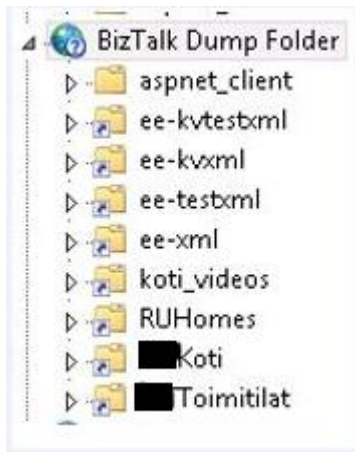 BizTalk Dump Folder
aspnet_client
ee-kvtestxml
ee-kvxml
ee-testxml
ee-xml
koti_videos
RUHomes
Koti
Toimitilat